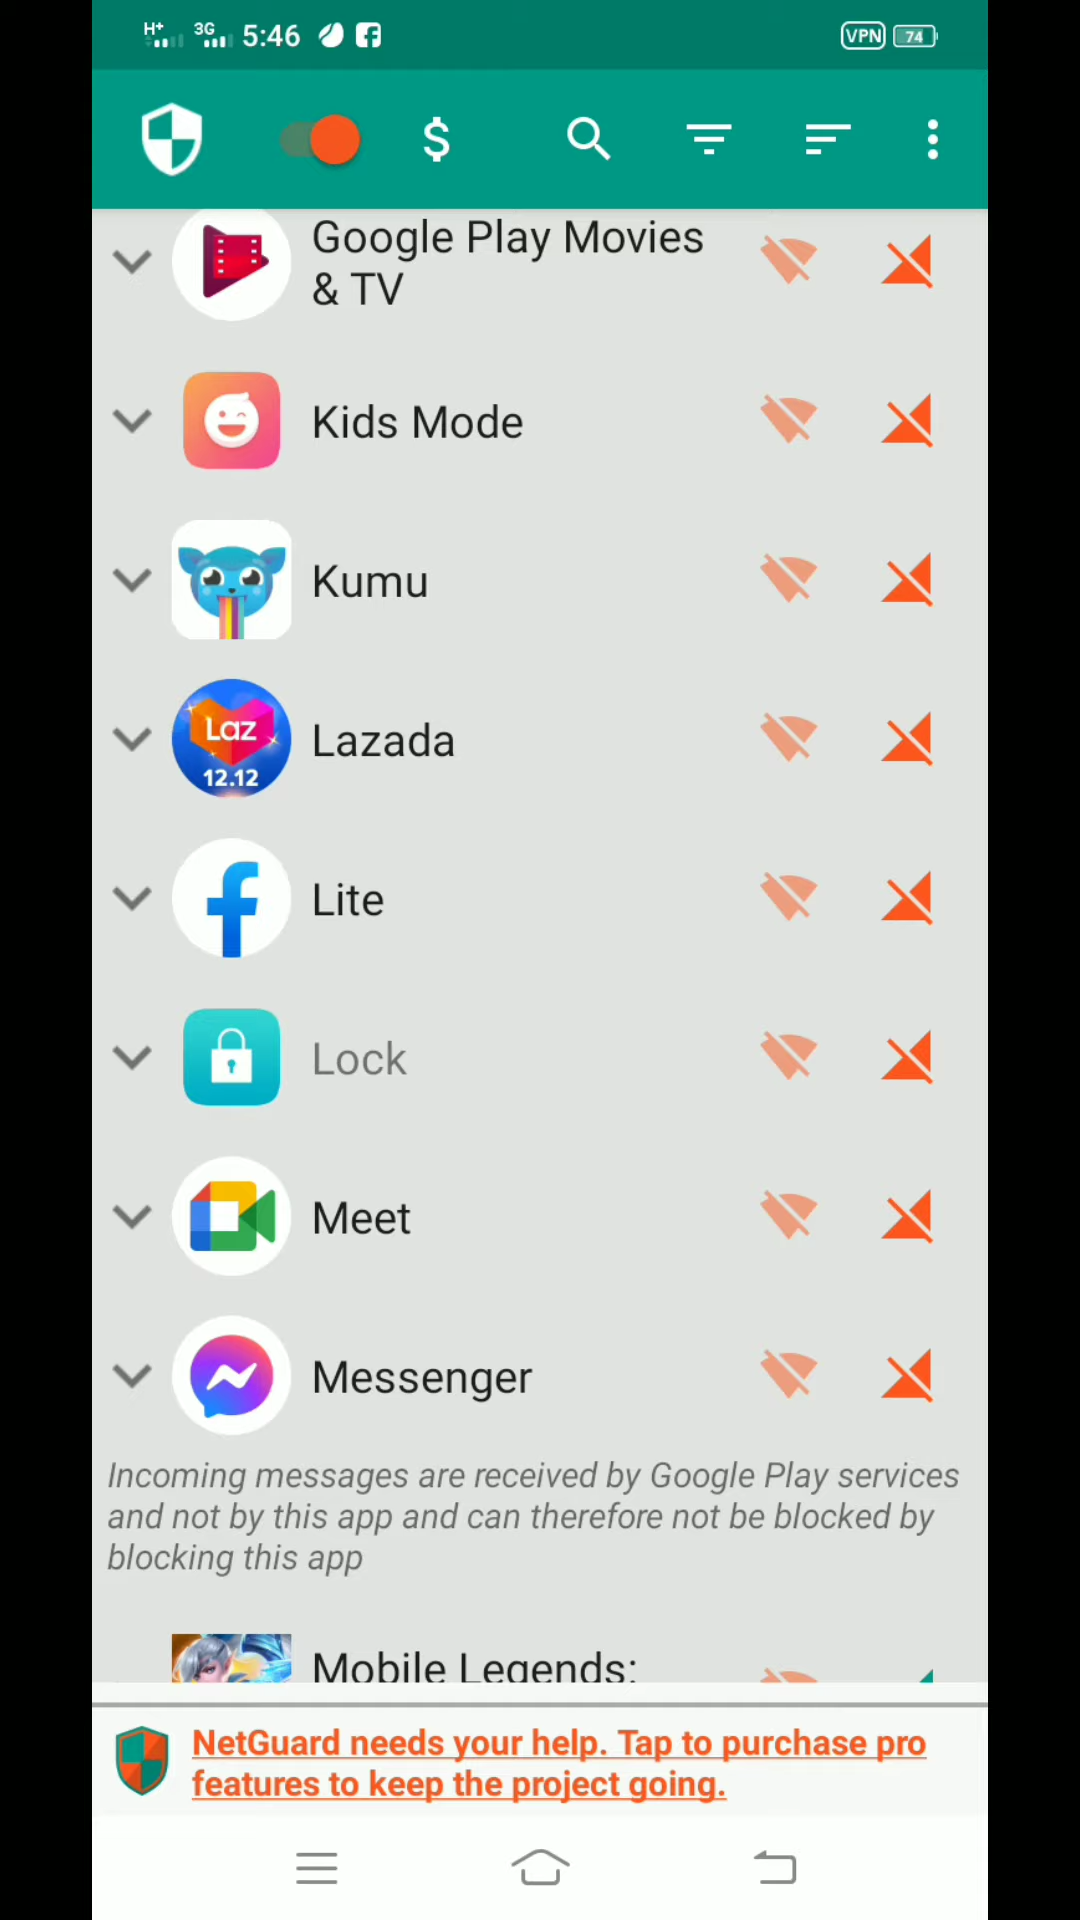 H+ 3G 5:46 VPN 74
$
Google Play Movies
& TV
Kids Mode
Kumu
Laz
12.12
Lazada
Lite
Lock
Meet
Messenger
Incoming messages are received by Google Play services
and not by this app and can therefore not be blocked by
blocking this app
Mobile Legends:
NetGuard needs your help. Tap to purchase pro
features to keep the project going.